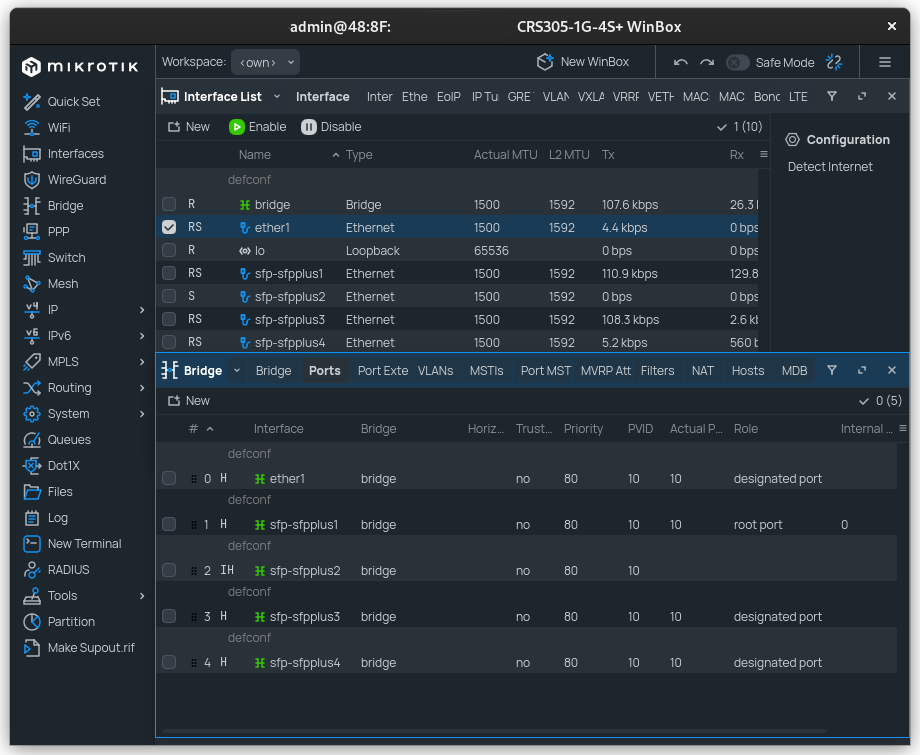 admin@48:8F: CRS305-1G-4S+ WinBox
MIKROTIK
Workspace: <own> New WinBox Safe Mode
Quick Set
WiFi
Interfaces
WireGuard
Bridge
PPP
Switch
Mesh
IP
IPv6
MPLS
Routing
System
Queues
Dot1X
Files
Log
New Terminal
RADIUS
Tools
Partition
Make Supout.rif
Interface List Interface Inter Ethe EoIP IP Tu GRE VLAN VXLA VRRF VETH MAC MAC Bonc LTE
New Enable Disable 1 (10)
Name Type Actual MTU L2 MTU Tx Rx
defconf
R bridge Bridge 1500 1592 107.6 kbps 26.3
RS ether1 Ethernet 1500 1592 4.4 kbps 0 bps
R lo Loopback 65536 0 bps 0 bps
RS sfp-sfpplus1 Ethernet 1500 1592 110.9 kbps 129.8
S sfp-sfpplus2 Ethernet 1500 1592 0 bps 0 bps
RS sfp-sfpplus3 Ethernet 1500 1592 108.3 kbps 2.6 k
RS sfp-sfpplus4 Ethernet 1500 1592 5.2 kbps 560
Configuration
Detect Internet
Bridge Bridge Ports Port Exte VLANs MSTIs Port MST MVRP Att Filters NAT Hosts MDB
New 0 (5)
# Interface Bridge Horiz... Trust... Priority PVID Actual P... Role Internal ...
defconf
0 H ether1 bridge no 80 10 10 designated port
defconf
1 H sfp-sfpplus1 bridge no 80 10 10 root port 0
defconf
2 IH sfp-sfpplus2 bridge no 80 10
defconf
3 H sfp-sfpplus3 bridge no 80 10 10 designated port
defconf
4 H sfp-sfpplus4 bridge no 80 10 10 designated port